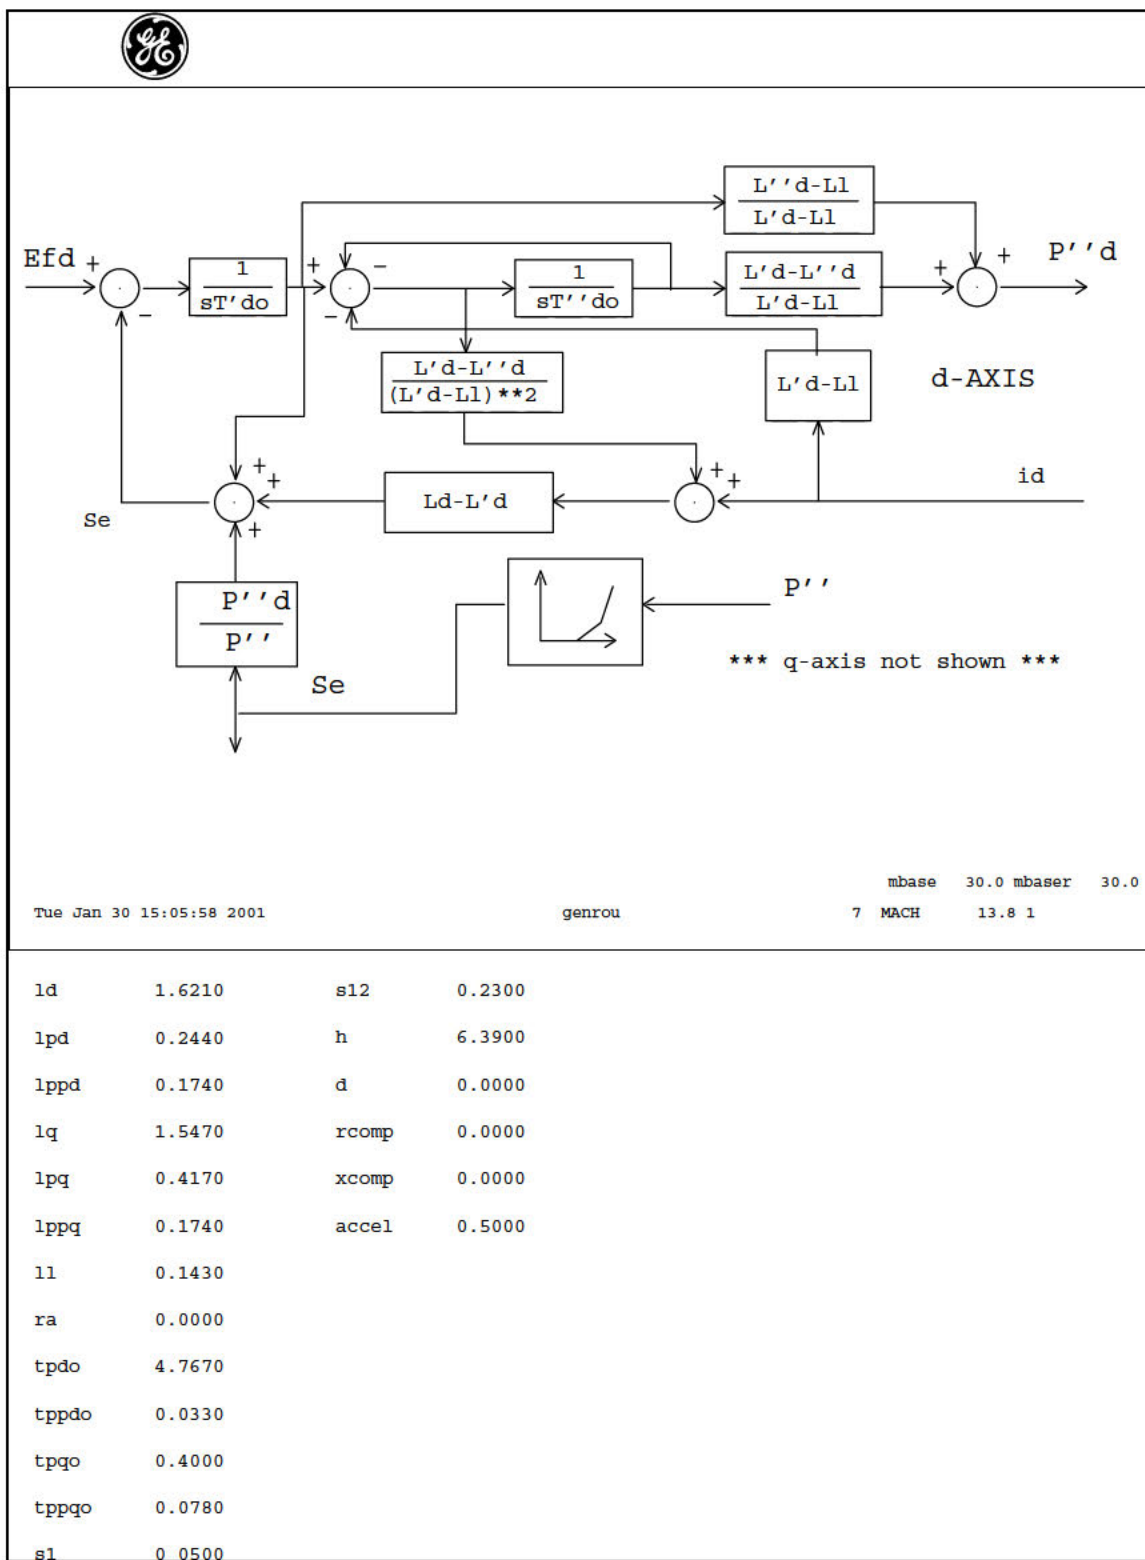 GE
L''d-Ll
L'd-Ll
Efd + 1 + - 1 L'd-L''d + + P''d
sT'do + sT''do L'd-Ll
- -
L'd-L''d
(L'd-Ll)**2
L'd-Ll
d-AXIS
+ + + +
Ld-L'd
id
Se
+
P''d
P''
P''
Se
*** q-axis not shown ***
mbase 30.0 mbaser 30.0
Tue Jan 30 15:05:58 2001 genrou 7 MACH 13.8 1
ld 1.6210 s12 0.2300
lpd 0.2440 h 6.3900
lppd 0.1740 d 0.0000
lq 1.5470 rcomp 0.0000
lpq 0.4170 xcomp 0.0000
lppq 0.1740 accel 0.5000
ll 0.1430
ra 0.0000
tpdo 4.7670
tppdo 0.0330
tpqo 0.4000
tppqo 0.0780
s1 0.0500